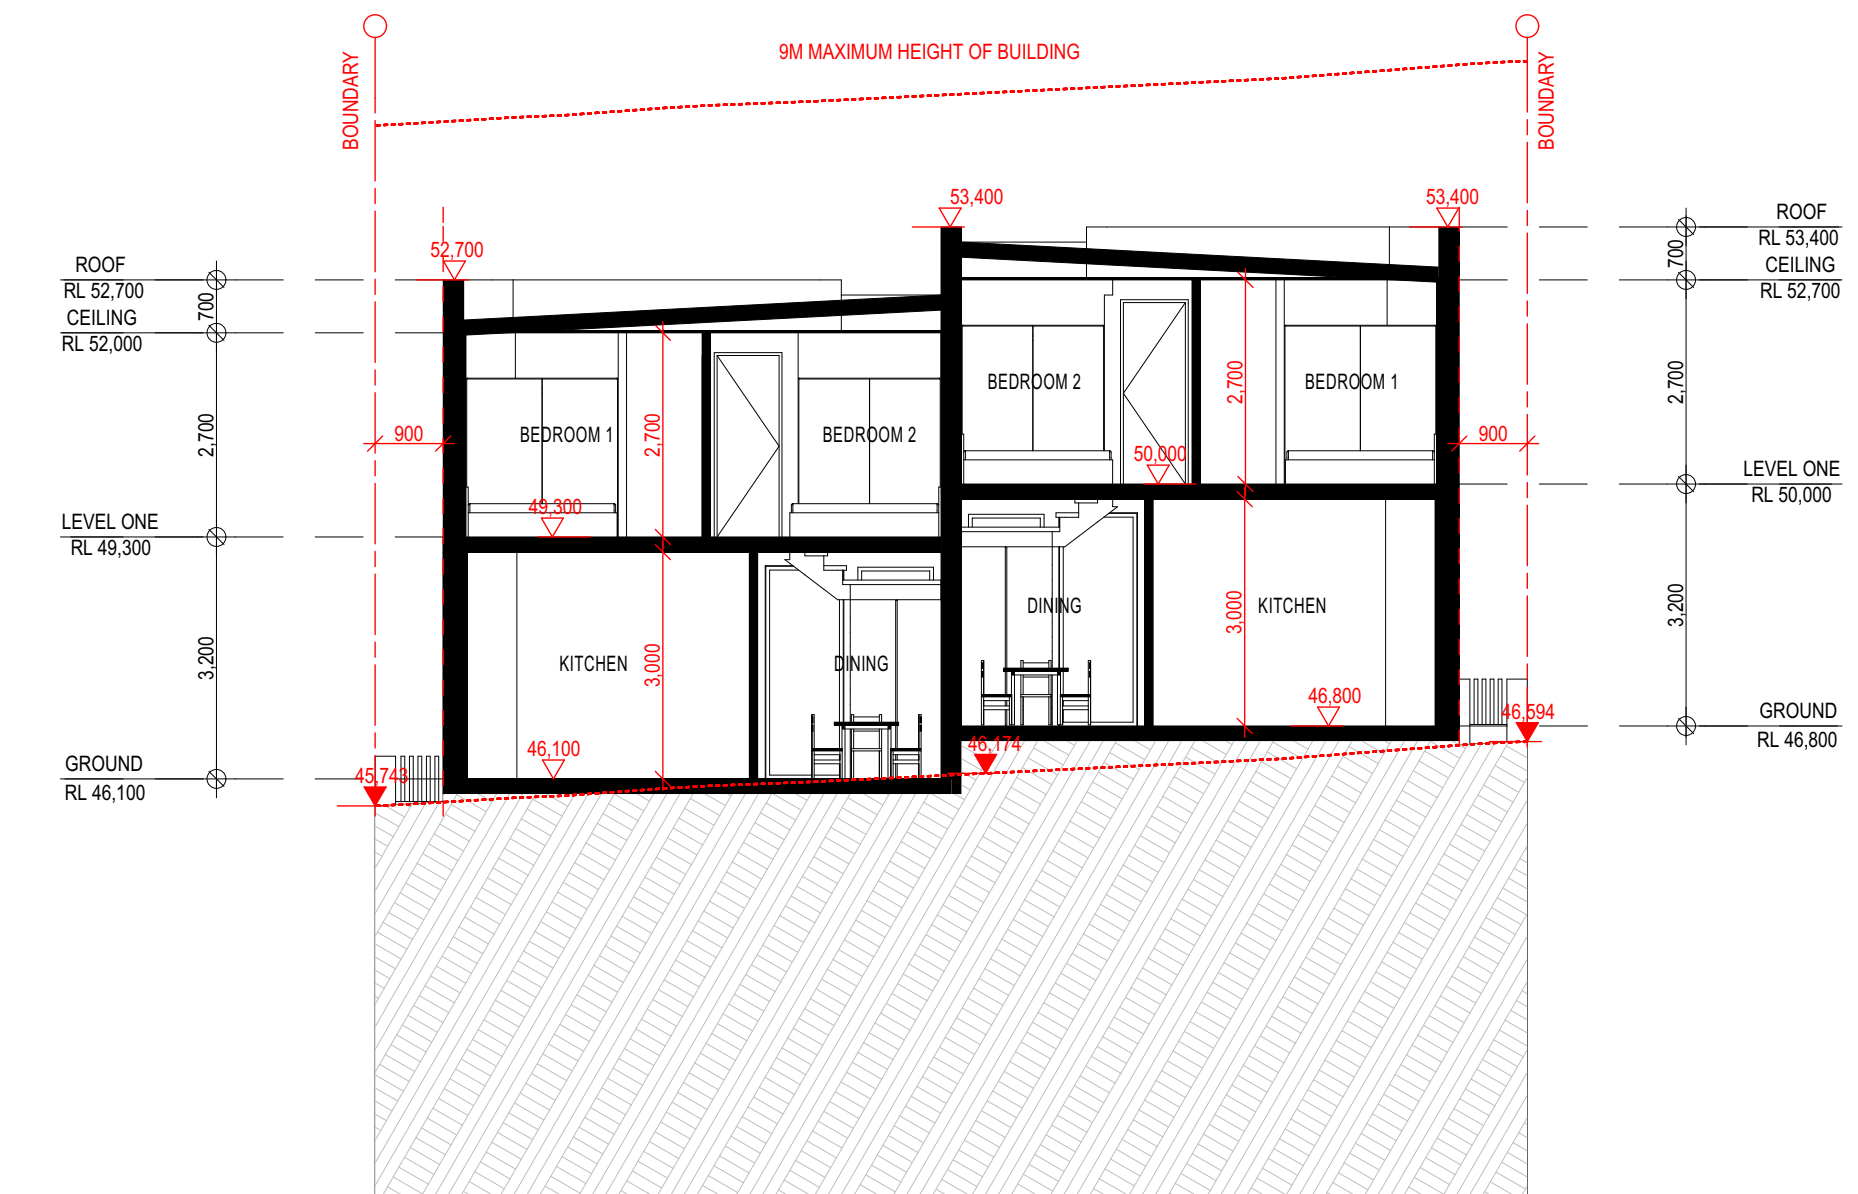 9M MAXIMUM HEIGHT OF BUILDING
BOUNDARY
BOUNDARY
53,400
53,400
52,700
ROOF
RL 53,400
700
CEILING
RL 52,700
ROOF
RL 52,700
700
CEILING
RL 52,000
BEDROOM 2
2,700
BEDROOM 1
2,700
900
2,700
BEDROOM 1
2,700
BEDROOM 2
900
50,000
LEVEL ONE
RL 50,000
49,300
LEVEL ONE
RL 49,300
DINING
3,000
KITCHEN
3,200
3,200
KITCHEN
3,000
DINING
46,800
46,594
GROUND
RL 46,800
46,100
46,174
GROUND
RL 46,100
45,743